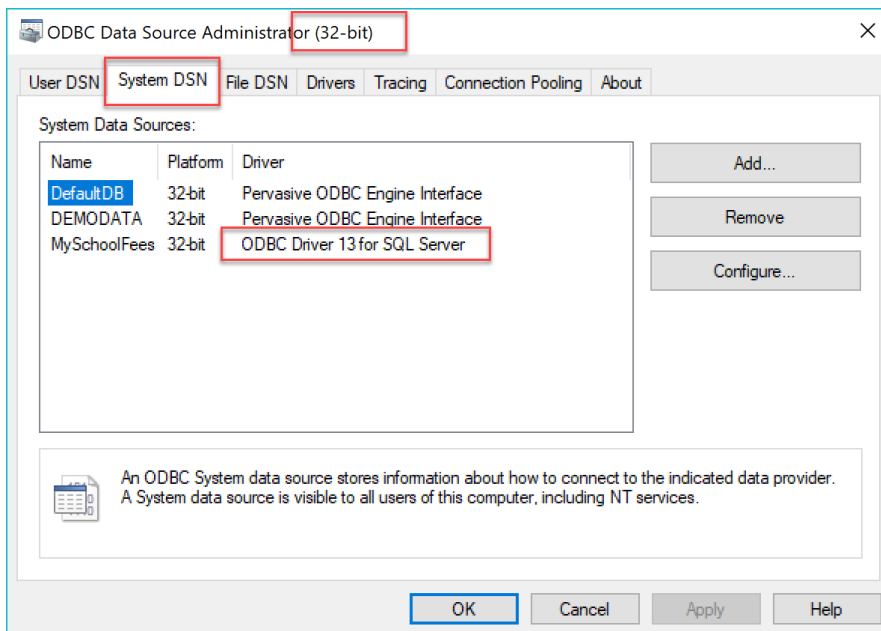 ODBC Data Source Administrator (32-bit)
User DSN System DSN File DSN Drivers Tracing Connection Pooling About
System Data Sources:
Name Platform Driver
DefaultDB 32-bit Pervasive ODBC Engine Interface
DEMODATA 32-bit Pervasive ODBC Engine Interface
MySchoolFees 32-bit ODBC Driver 13 for SQL Server
Add...
Remove
Configure...
An ODBC System data source stores information about how to connect to the indicated data provider.
A System data source is visible to all users of this computer, including NT services.
OK Cancel Apply Help